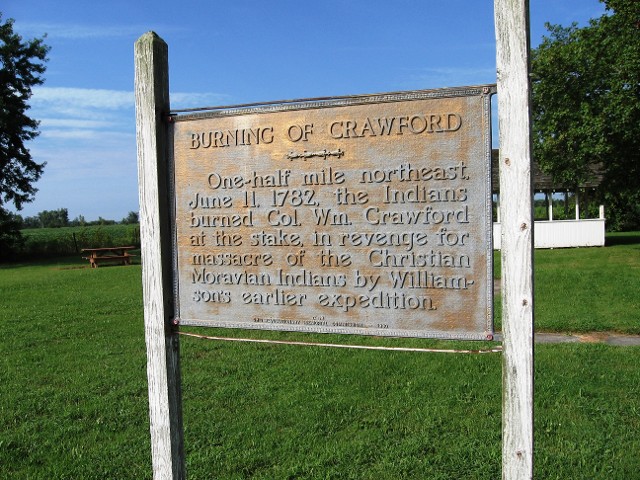 BURNING OF CRAWFORD
One-half mile northeast,
June 11, 1782, the Indians
burned Col. Wm. Crawford
at the stake, in revenge for
massacre of the Christian
Moravian Indians by William-
son's earlier expedition.